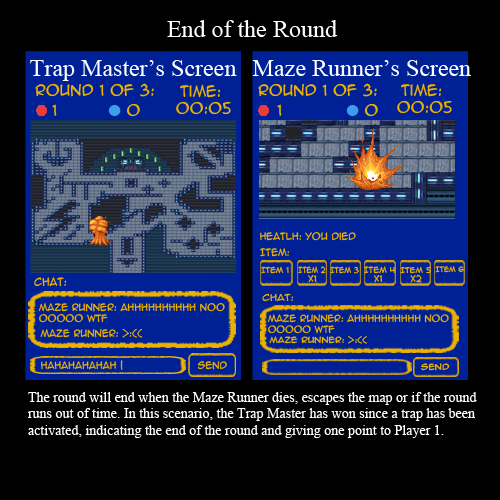 End of the Round
Trap Master's Screen
ROUND 1 OF 3:
TIME:
1
0
00:05
CHAT:
MAZE RUNNER: AHHHHHHHHHH NOO
OOOOO WTF
MAZE RUNNER: >:CC
HAHAHAHAHAH |
SEND
Maze Runner's Screen
ROUND 1 OF 3:
TIME:
1
0
00:05
HEATLH: YOU DIED
ITEM:
ITEM 1
ITEM 2
X1
ITEM 3
ITEM 4
X1
ITEM 5
X2
ITEM 6
CHAT:
MAZE RUNNER: AHHHHHHHHHH NOO
OOOOO WTF
MAZE RUNNER: >:CC
SEND
The round will end when the Maze Runner dies, escapes the map or if the round
runs out of time. In this scenario, the Trap Master has won since a trap has been
activated, indicating the end of the round and giving one point to Player 1.